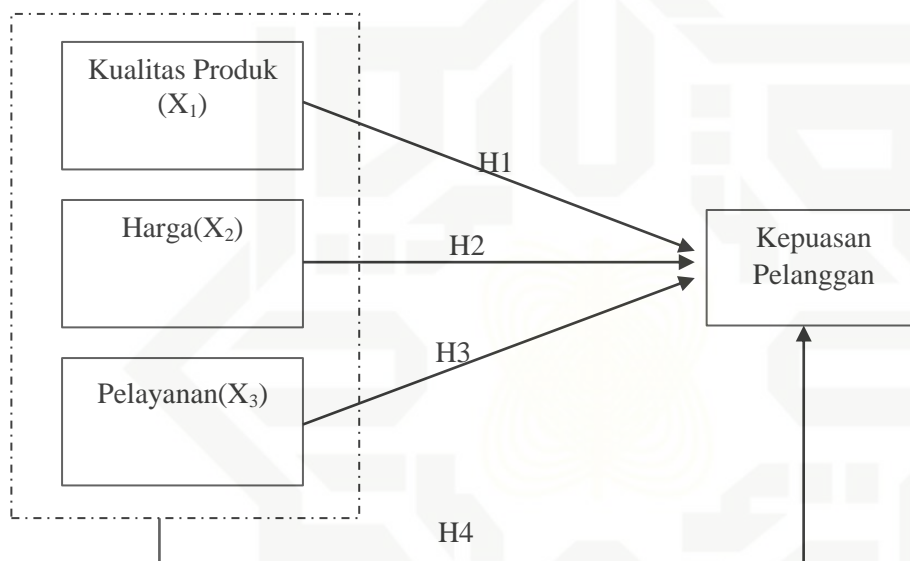 Kualitas Produk
(X₁)
H1
Harga(X₂)
H2
Kepuasan
Pelanggan
H3
Pelayanan(X₃)
H4